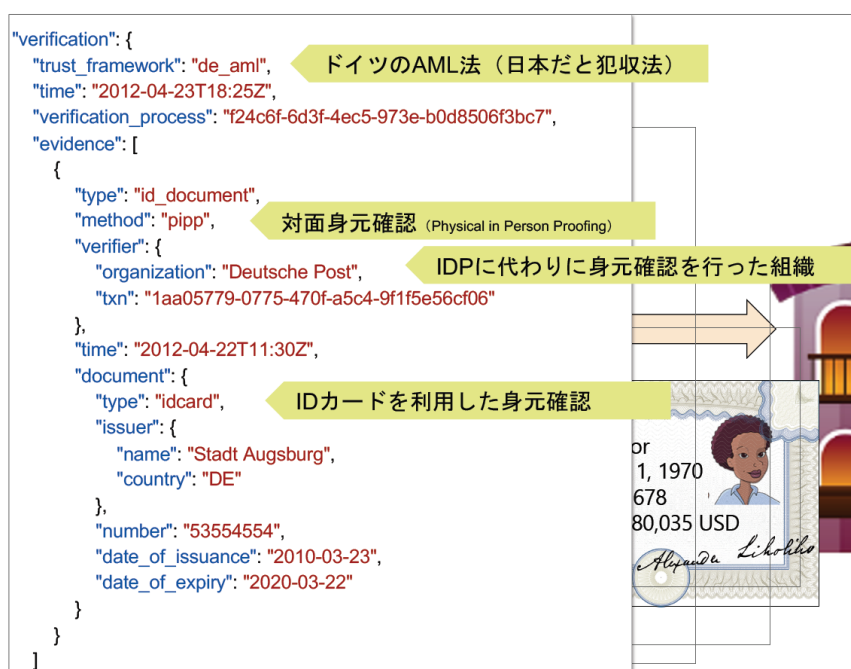 "verification": {
"trust_framework": "de_aml",
ドイツのAML法（日本だと犯収法）
"time": "2012-04-23T18:25Z",
"verification_process": "f24c6f-6d3f-4ec5-973e-b0d8506f3bc7",
"evidence": [
{
"type": "id_document",
"method": "pipp",
対面身元確認（Physical in Person Proofing）
"verifier": {
"organization": "Deutsche Post",
IDPに代わりに身元確認を行った組織
"txn": "1aa05779-0775-470f-a5c4-9f1f5e56cf06"
},
"time": "2012-04-22T11:30Z",
"document": {
"type": "idcard",
IDカードを利用した身元確認
"issuer": {
"name": "Stadt Augsburg",
"country": "DE"
},
"number": "53554554",
"date_of_issuance": "2010-03-23",
"date_of_expiry": "2020-03-22"
}
}
]
or
1, 1970
678
80,035 USD
Alexander Liholiho